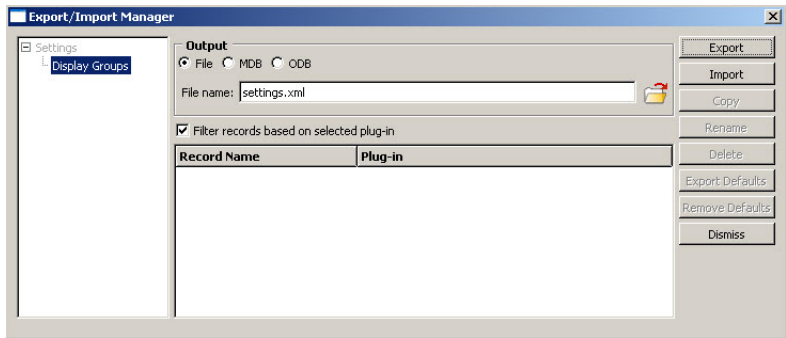 Export/Import Manager
Settings
Display Groups
Output
File MDB ODB
File name: settings.xml
Filter records based on selected plug-in
Record Name Plug-in
Export
Import
Copy
Rename
Delete
Export Defaults
Remove Defaults
Dismiss